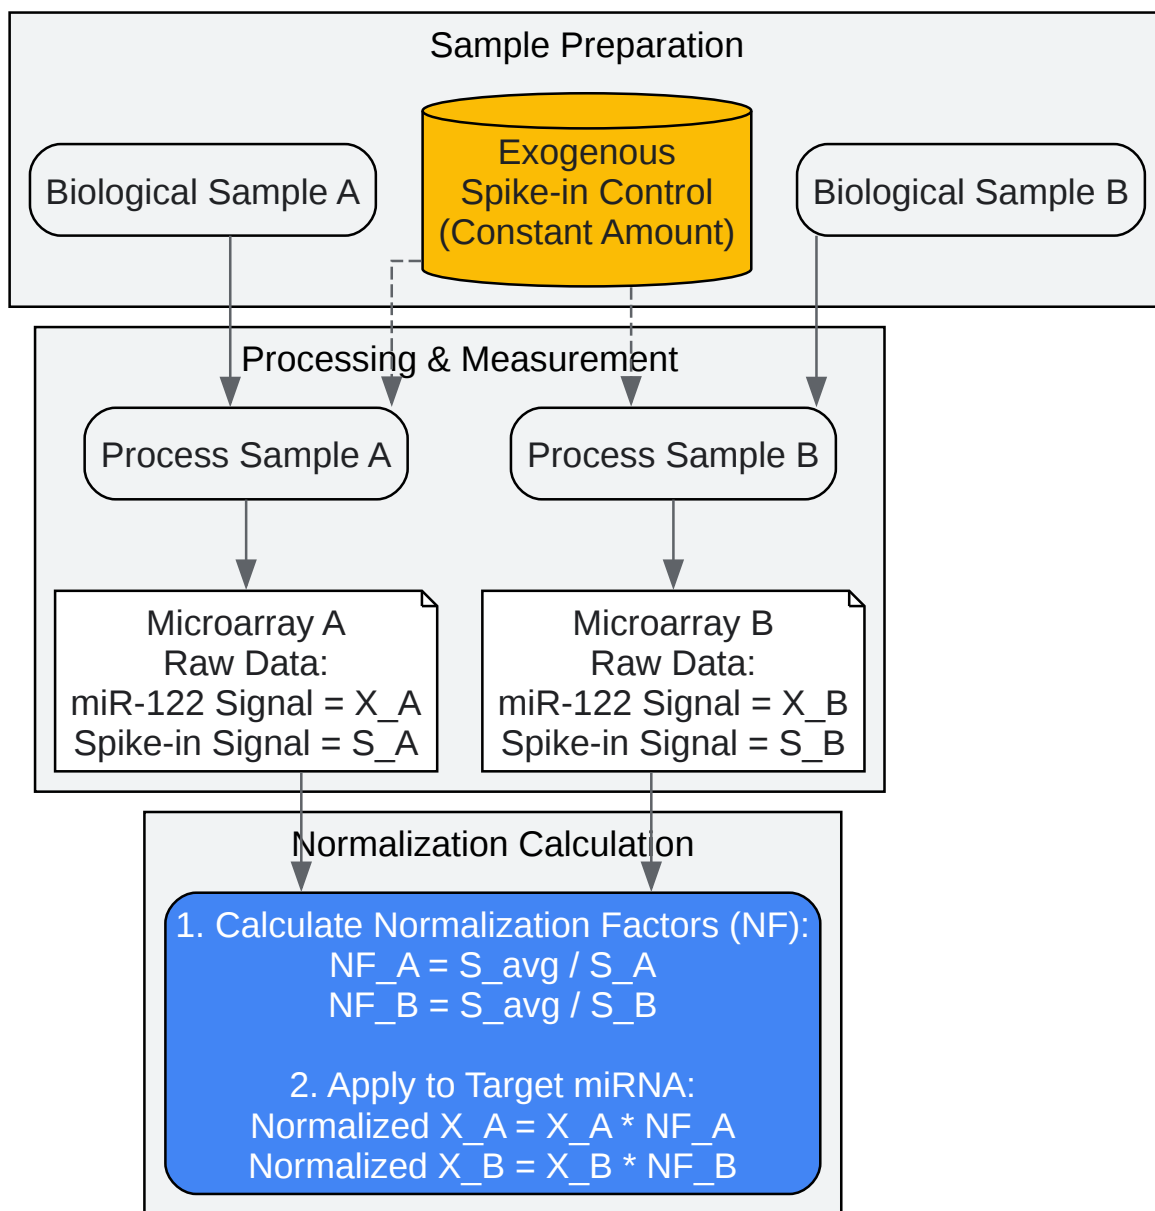 Sample Preparation
Biological Sample A
Exogenous
Spike-in Control
(Constant Amount)
Biological Sample B
Processing & Measurement
Process Sample A
Process Sample B
Microarray A
Raw Data:
miR-122 Signal = X_A
Spike-in Signal = S_A
Microarray B
Raw Data:
miR-122 Signal = X_B
Spike-in Signal = S_B
Normalization Calculation
1. Calculate Normalization Factors (NF):
NF_A = S_avg / S_A
NF_B = S_avg / S_B
2. Apply to Target miRNA:
Normalized X_A = X_A * NF_A
Normalized X_B = X_B * NF_B